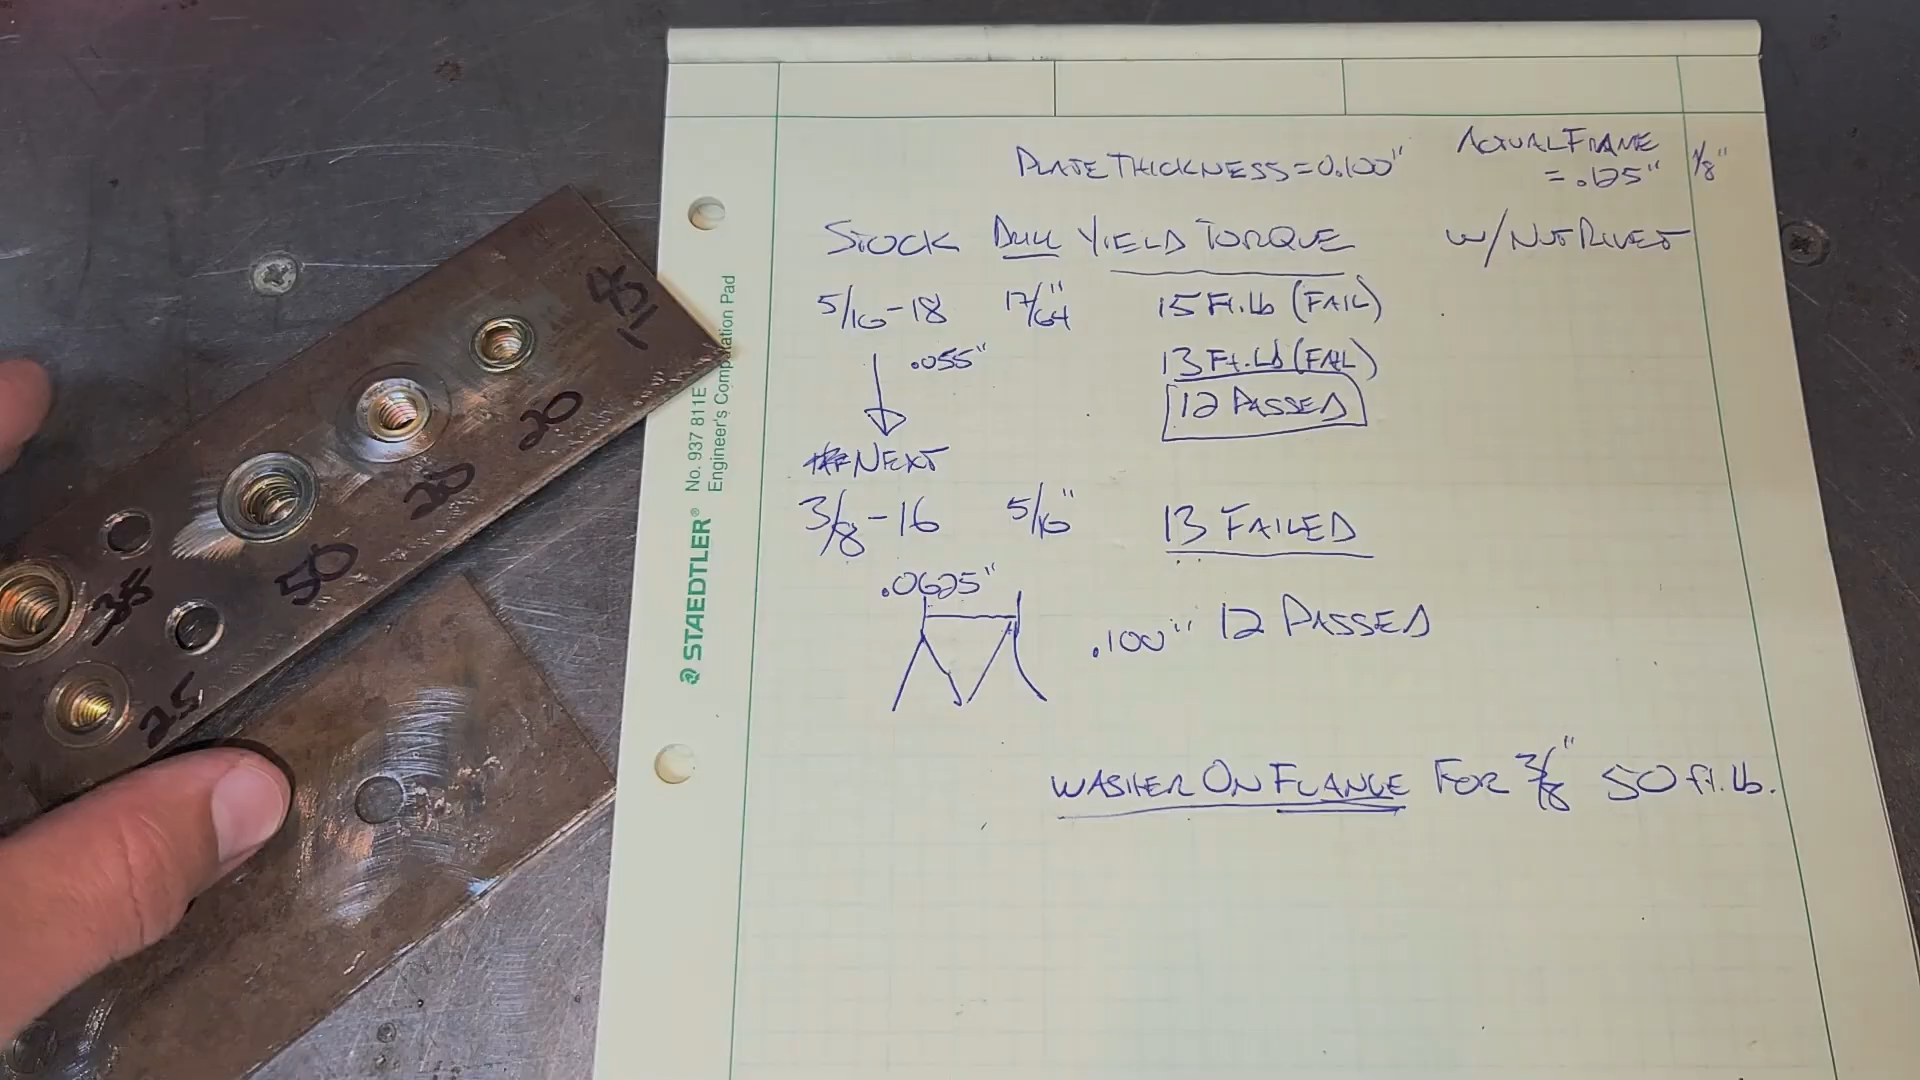 PLATE THICKNESS = 0.100"
ACTUAL FRAME
= .125" 1/8"
STOCK DRILL YIELD TORQUE W/ NUT RIVET
5/16-18 17/64" 15 Ft.lb (FAIL)
.055" 13 Ft.Lb (FAIL)
12 PASSED
NEXT
3/8-16 5/16" 13 FAILED
.0625"
.100" 12 PASSED
WASHER ON FLANGE FOR 3/8" 50 ft.lb.
No. 937 811E
Engineer's Computation Pad
STAEDTLER®
20
20
50
35
25